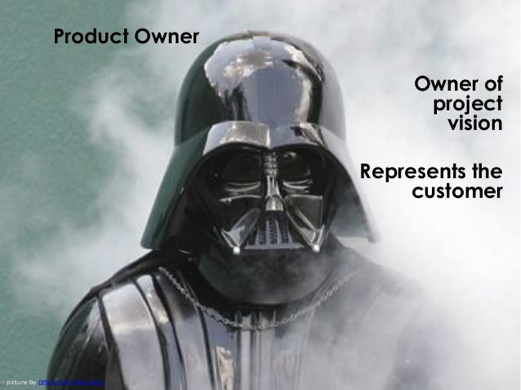 Product Owner
Owner of
project
vision
Represents the
customer
picture by